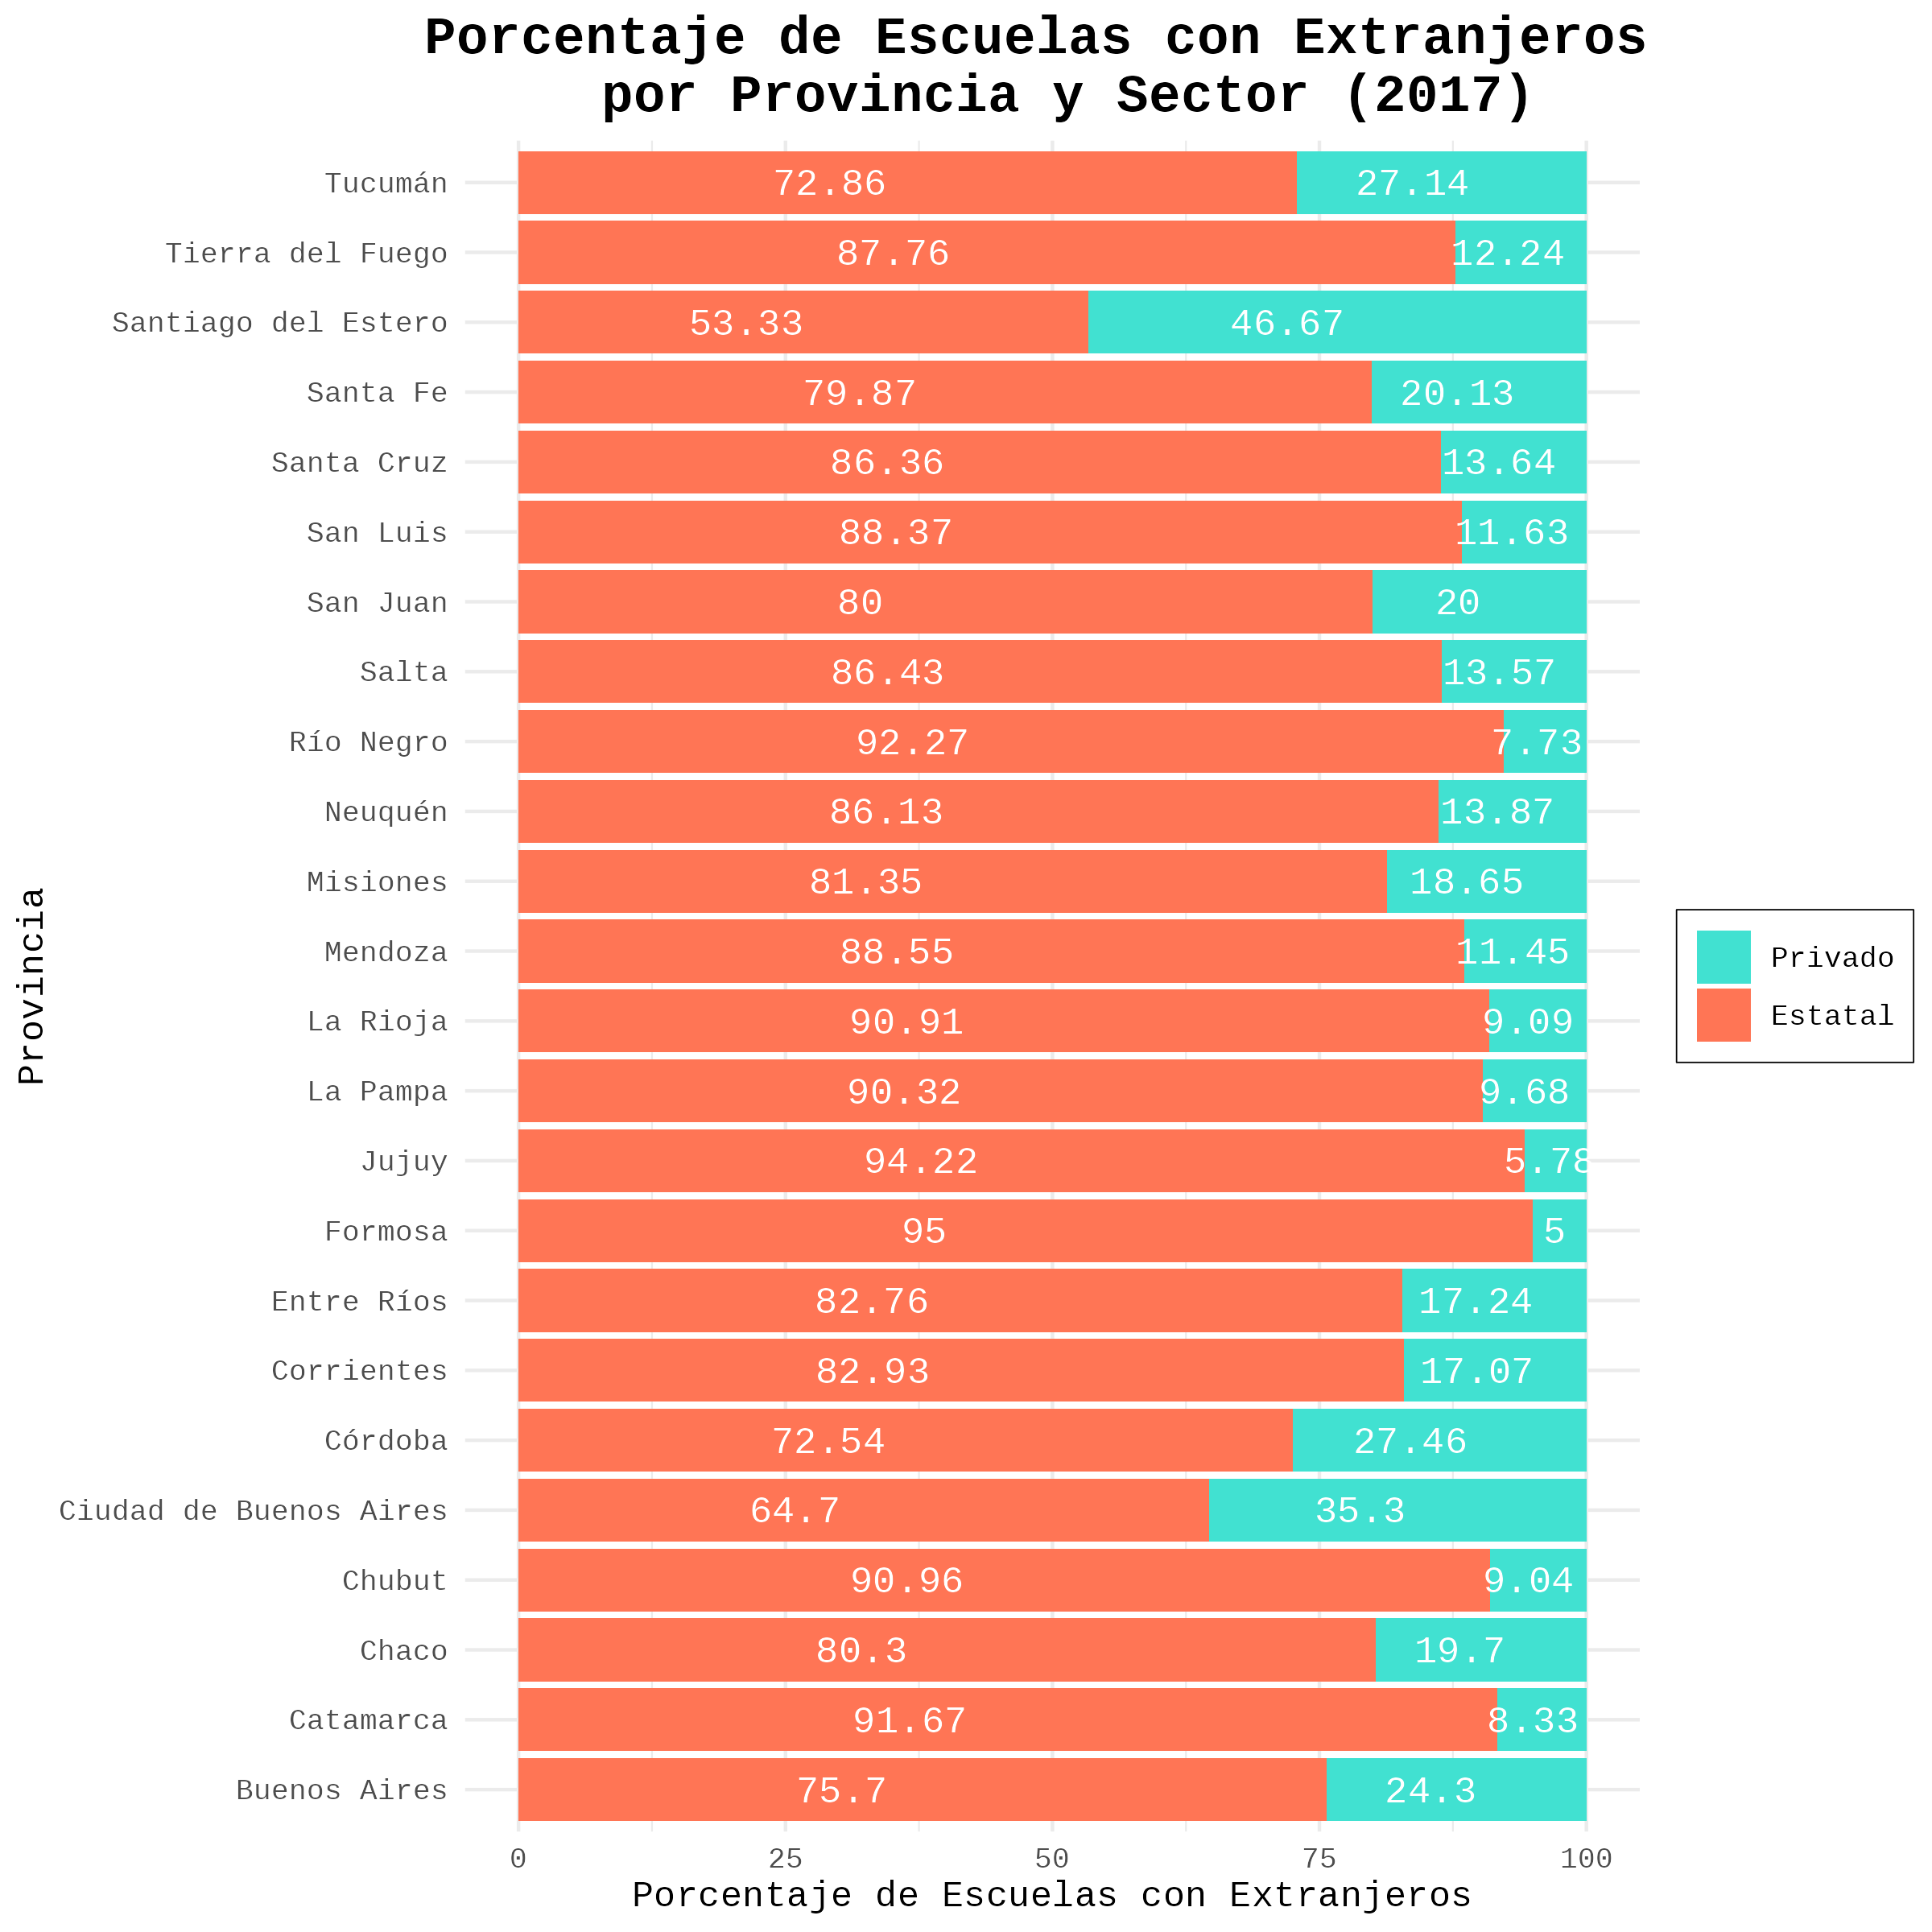 Porcentaje de Escuelas con Extranjeros
por Provincia y Sector (2017)
Tucumán 72.86 27.14
Tierra del Fuego 87.76 12.24
Santiago del Estero 53.33 46.67
Santa Fe 79.87 20.13
Santa Cruz 86.36 13.64
San Luis 88.37 11.63
San Juan 80 20
Salta 86.43 13.57
Río Negro 92.27 7.73
Neuquén 86.13 13.87
Misiones 81.35 18.65
Mendoza 88.55 11.45
La Rioja 90.91 9.09
La Pampa 90.32 9.68
Jujuy 94.22 5.78
Formosa 95 5
Entre Ríos 82.76 17.24
Corrientes 82.93 17.07
Córdoba 72.54 27.46
Ciudad de Buenos Aires 64.7 35.3
Chubut 90.96 9.04
Chaco 80.3 19.7
Catamarca 91.67 8.33
Buenos Aires 75.7 24.3
0 25 50 75 100
Porcentaje de Escuelas con Extranjeros
Provincia
Privado
Estatal